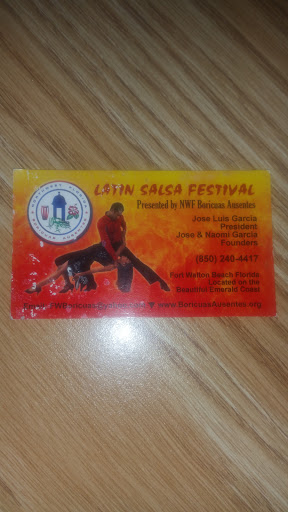 LATIN SALSA FESTIVAL
Presented by NWF Boricuas Ausentes
Jose Luis Garcia
President
Jose & Naomi Garcia
Founders
(850) 240-4417
Fort Walton Beach Florida
Located on the
Beautiful Emerald Coast
www.BoricuasAusentes.org